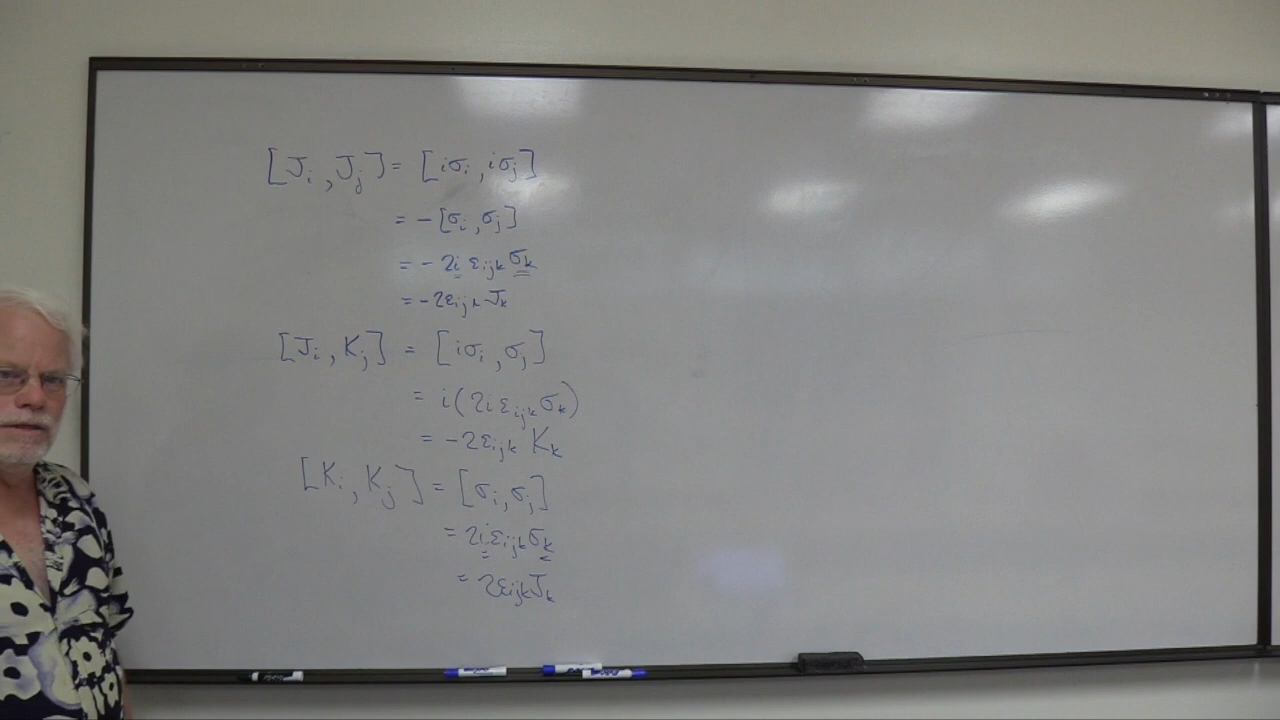 [J_i , J_j] = [iσ_i , iσ_j]
= -[σ_i , σ_j]
= -2i ε_ijk σ_k
= -2ε_ijk J_k
[J_i , K_j] = [iσ_i , σ_j]
= i(2i ε_ijk σ_k)
= -2ε_ijk K_k
[K_i , K_j] = [σ_i , σ_j]
= 2i ε_ijk σ_k
= 2ε_ijk J_k